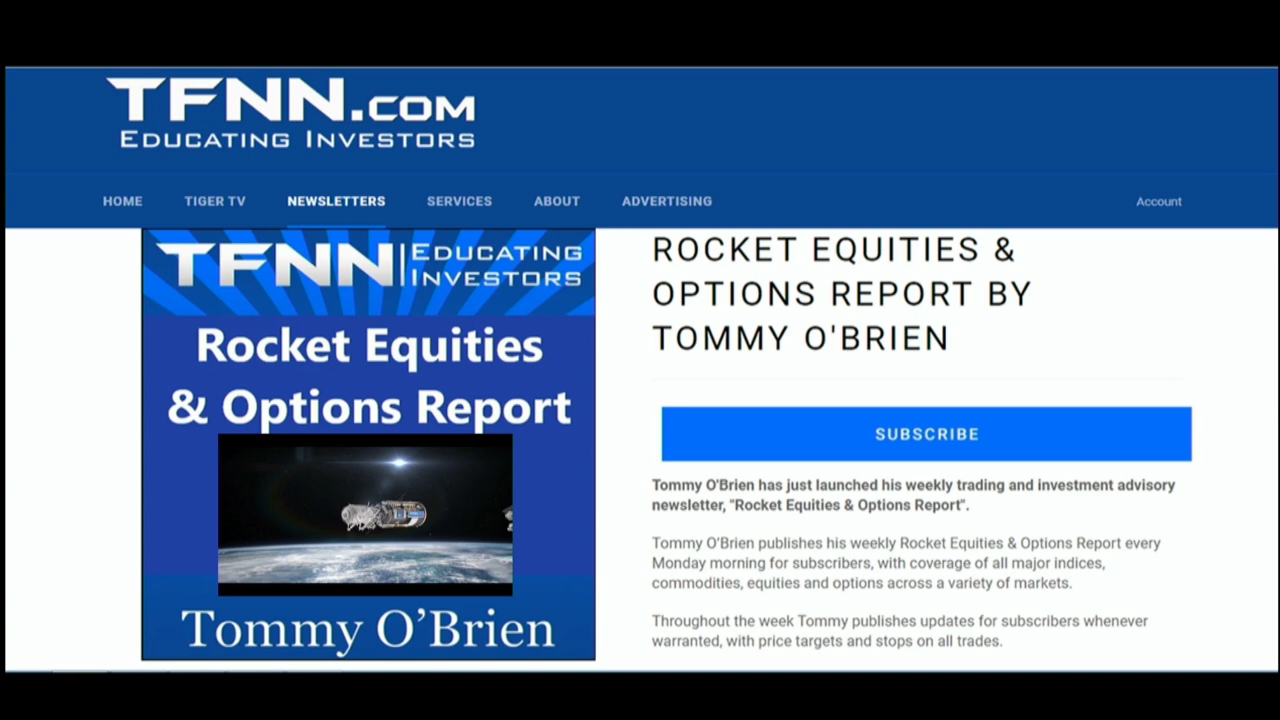 TFNN.COM
EDUCATING INVESTORS
HOME TIGER TV NEWSLETTERS SERVICES ABOUT ADVERTISING Account
TFNN EDUCATING
INVESTORS
Rocket Equities
& Options Report
Tommy O’Brien
ROCKET EQUITIES &
OPTIONS REPORT BY
TOMMY O'BRIEN
SUBSCRIBE
Tommy O'Brien has just launched his weekly trading and investment advisory
newsletter, "Rocket Equities & Options Report".
Tommy O’Brien publishes his weekly Rocket Equities & Options Report every
Monday morning for subscribers, with coverage of all major indices,
commodities, equities and options across a variety of markets.
Throughout the week Tommy publishes updates for subscribers whenever
warranted, with price targets and stops on all trades.